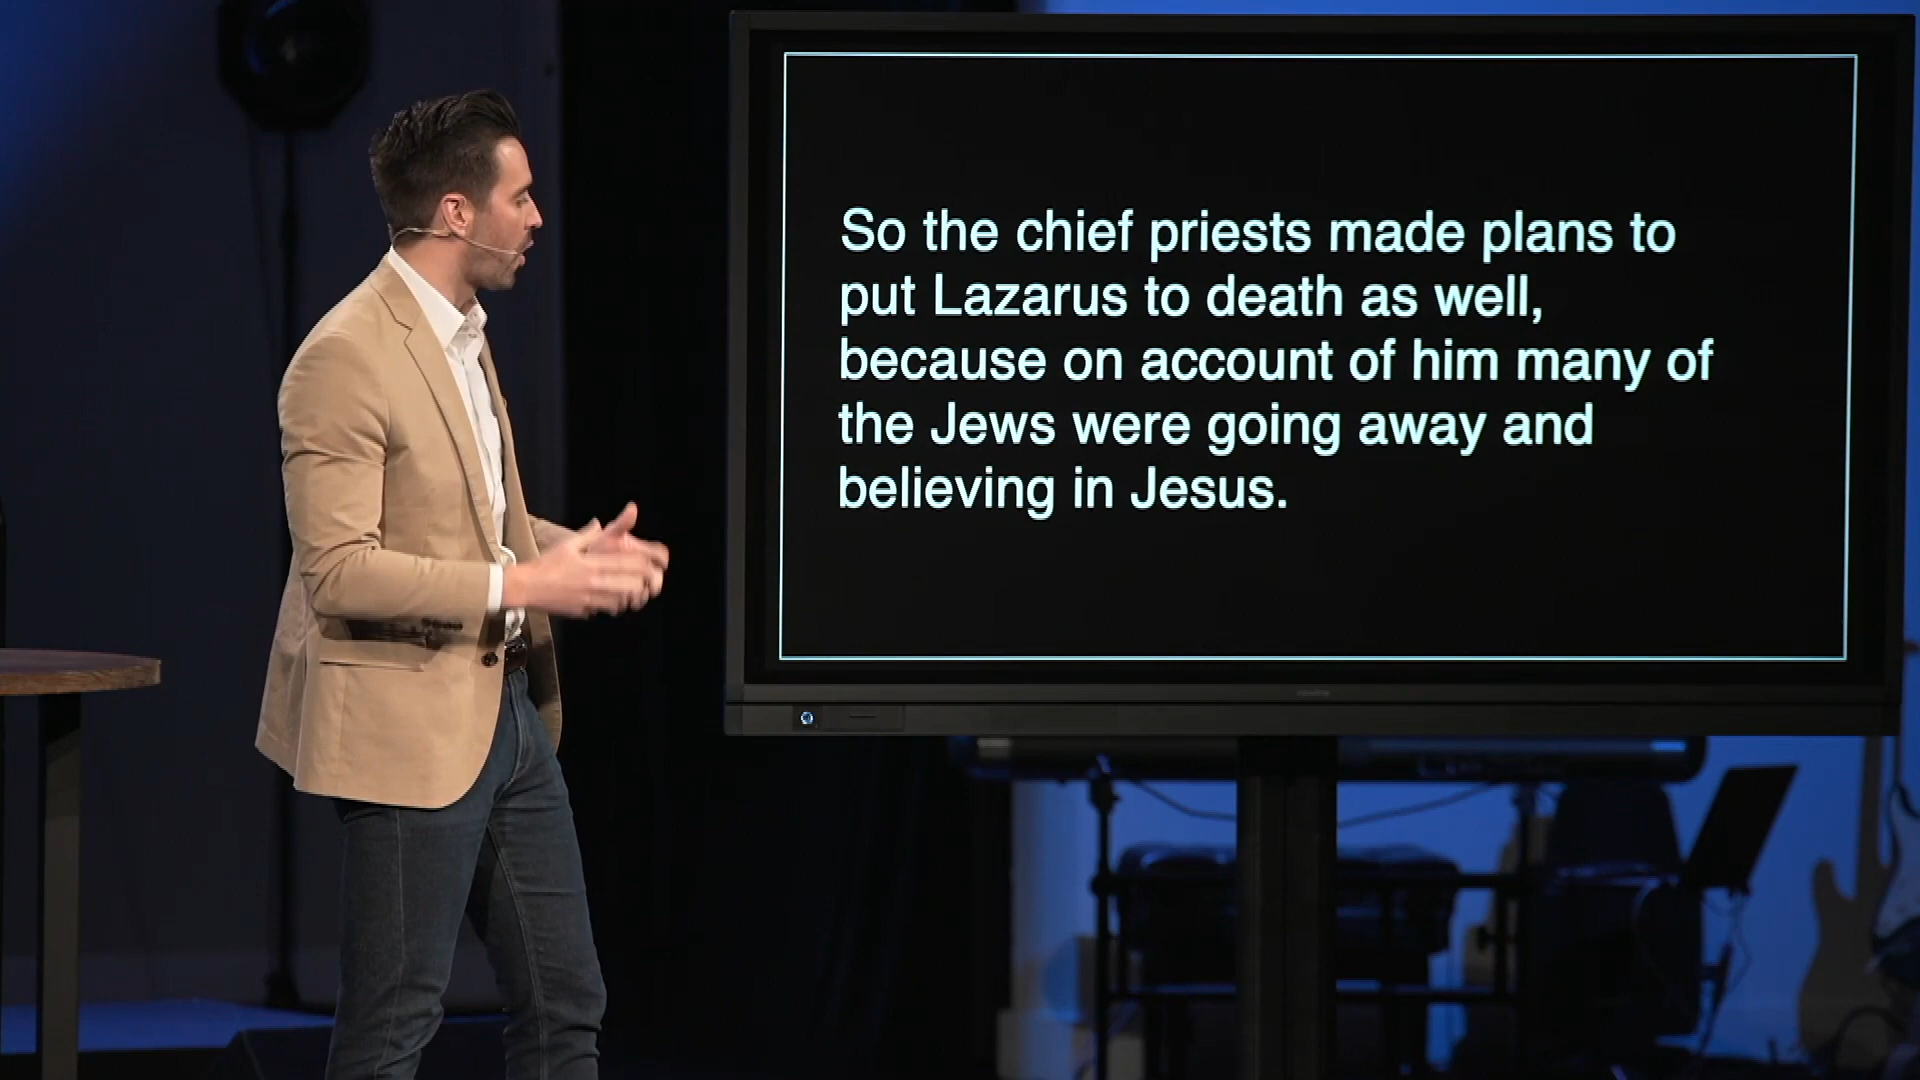 So the chief priests made plans to
put Lazarus to death as well,
because on account of him many of
the Jews were going away and
believing in Jesus.